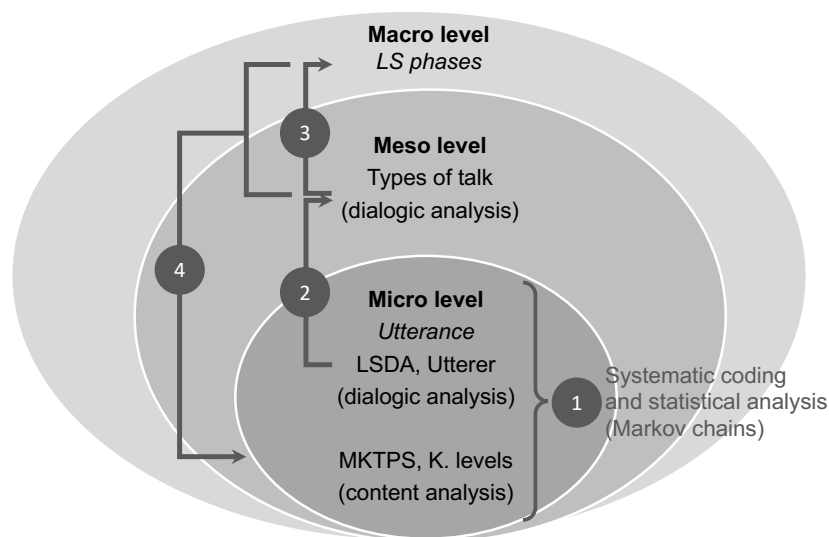 Macro level
LS phases
3
Meso level
Types of talk
(dialogic analysis)
4
2
Micro level
Utterance
LSDA, Utterer
(dialogic analysis)
MKTPS, K. levels
(content analysis)
1
Systematic coding
and statistical analysis
(Markov chains)